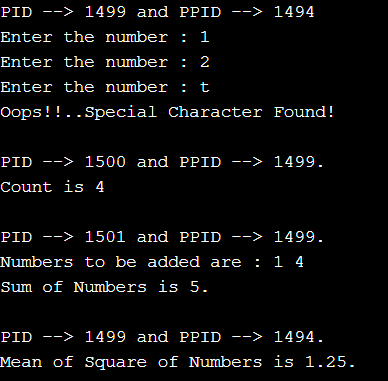 PID --> 1499 and PPID --> 1494
Enter the number : 1
Enter the number : 2
Enter the number : t
Oops!!..Special Character Found!
PID --> 1500 and PPID --> 1499.
Count is 4
PID --> 1501 and PPID --> 1499.
Numbers to be added are : 1 4
Sum of Numbers is 5.
PID --> 1499 and PPID --> 1494.
Mean of Square of Numbers is 1.25.